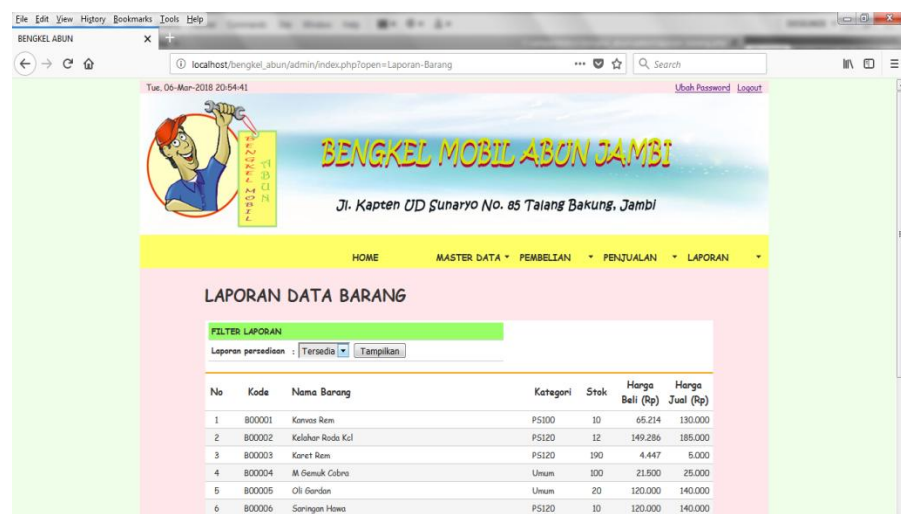 File Edit View History Bookmarks Tools Help
BENGKEL ABUN
localhost/bengkel_abun/admin/index.php?open=Laporan-Barang
Search
Tue, 06-Mar-2018 20:54:41
Ubah Password Logout
BENGKEL MOBIL
ABUN
BENGKEL MOBIL ABUN JAMBI
Jl. Kapten UD Sunaryo No. 85 Talang Bakung, Jambi
HOME MASTER DATA PEMBELIAN PENJUALAN LAPORAN
LAPORAN DATA BARANG
FILTER LAPORAN
Laporan persediaan : Tersedia Tampilkan
No Kode Nama Barang Kategori Stok Harga Beli (Rp) Harga Jual (Rp)
1 B00001 Kanvas Rem PS100 10 65.214 130.000
2 B00002 Kelahar Roda Kcl PS120 12 149.286 185.000
3 B00003 Karet Rem PS120 190 4.447 5.000
4 B00004 M Gemuk Cobra Umum 100 21.500 25.000
5 B00005 Oli Gardan Umum 20 120.000 140.000
6 B00006 Saringan Hawa PS120 10 120.000 140.000